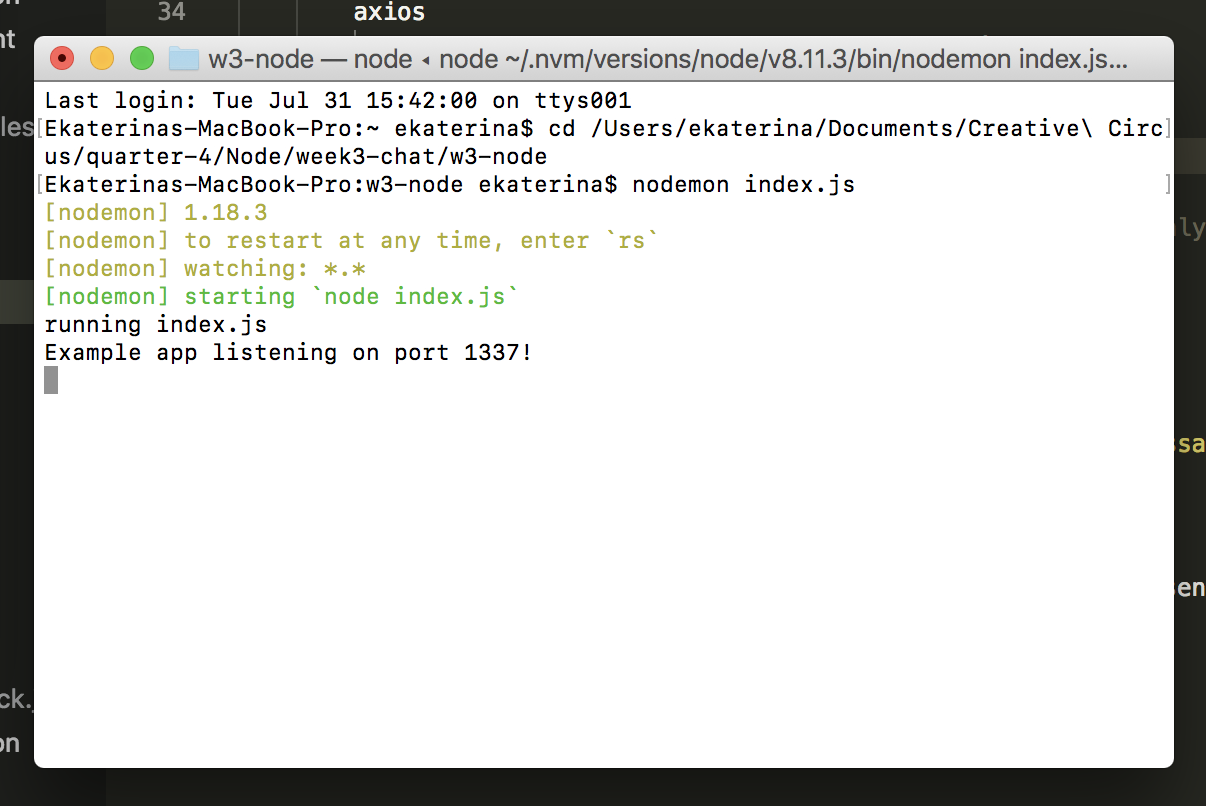 34 axios
w3-node — node ◂ node ~/.nvm/versions/node/v8.11.3/bin/nodemon index.js…
Last login: Tue Jul 31 15:42:00 on ttys001
[Ekaterinas-MacBook-Pro:~ ekaterina$ cd /Users/ekaterina/Documents/Creative\ Circ]
us/quarter-4/Node/week3-chat/w3-node
[Ekaterinas-MacBook-Pro:w3-node ekaterina$ nodemon index.js ]
[nodemon] 1.18.3
[nodemon] to restart at any time, enter `rs`
[nodemon] watching: *.*
[nodemon] starting `node index.js`
running index.js
Example app listening on port 1337!